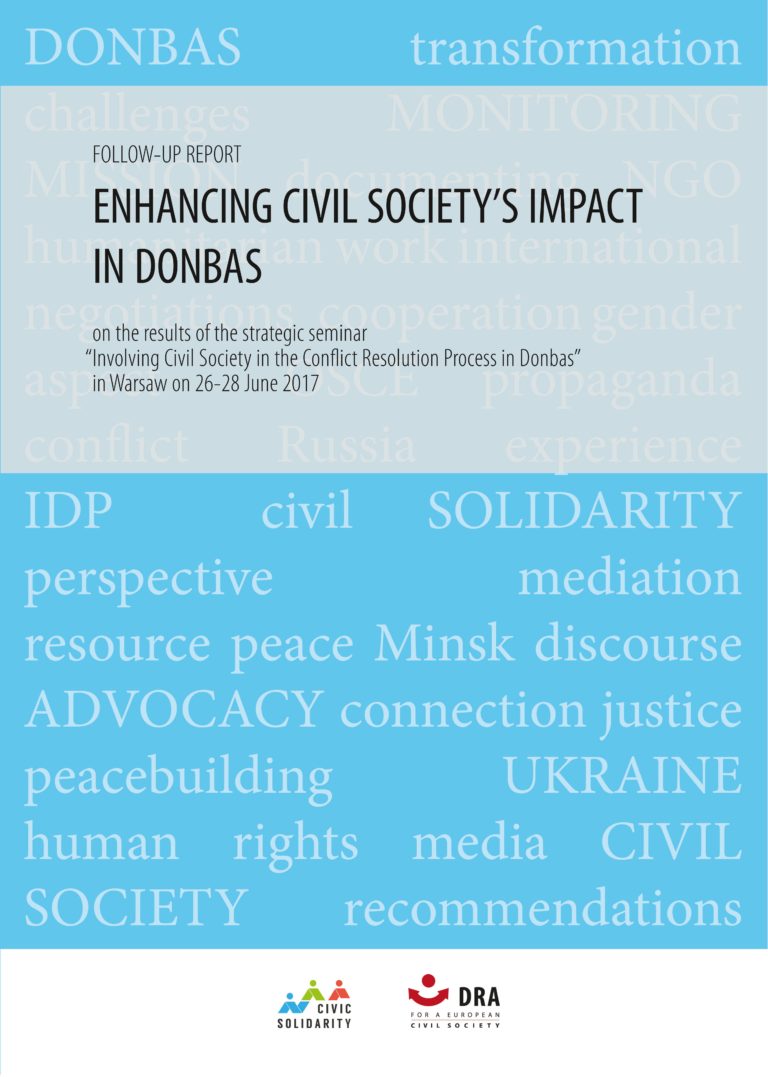 DONBAS transformation
challenges MONITORING
FOLLOW-UP REPORT
MISSION documenting NGO
ENHANCING CIVIL SOCIETY'S IMPACT
humanitarian work international
IN DONBAS
negotiations cooperation gender
on the results of the strategic seminar
“Involving Civil Society in the Conflict Resolution Process in Donbas”
aspect OSCE propaganda
in Warsaw on 26-28 June 2017
conflict Russia experience
IDP civil SOLIDARITY
perspective mediation
resource peace Minsk discourse
ADVOCACY connection justice
peacebuilding UKRAINE
human rights media CIVIL
SOCIETY recommendations
CIVIC
SOLIDARITY
DRA
FOR A EUROPEAN
CIVIL SOCIETY